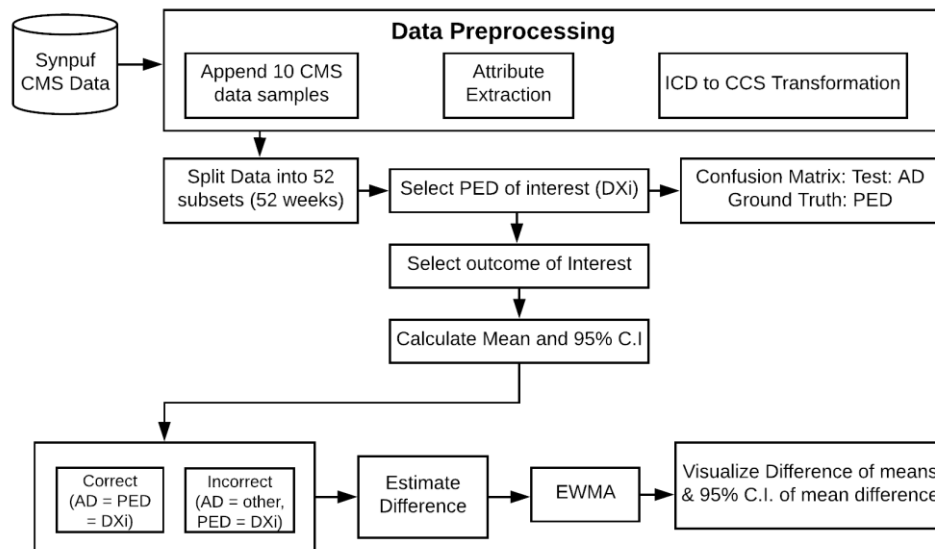 Data Preprocessing
Synpuf
CMS Data
Append 10 CMS
data samples
Attribute
Extraction
ICD to CCS Transformation
Split Data into 52
subsets (52 weeks)
Select PED of interest (DXi)
Confusion Matrix: Test: AD
Ground Truth: PED
Select outcome of Interest
Calculate Mean and 95% C.I
Correct
(AD = PED
= DXi)
Incorrect
(AD = other,
PED = DXi)
Estimate
Difference
EWMA
Visualize Difference of means
& 95% C.I. of mean difference